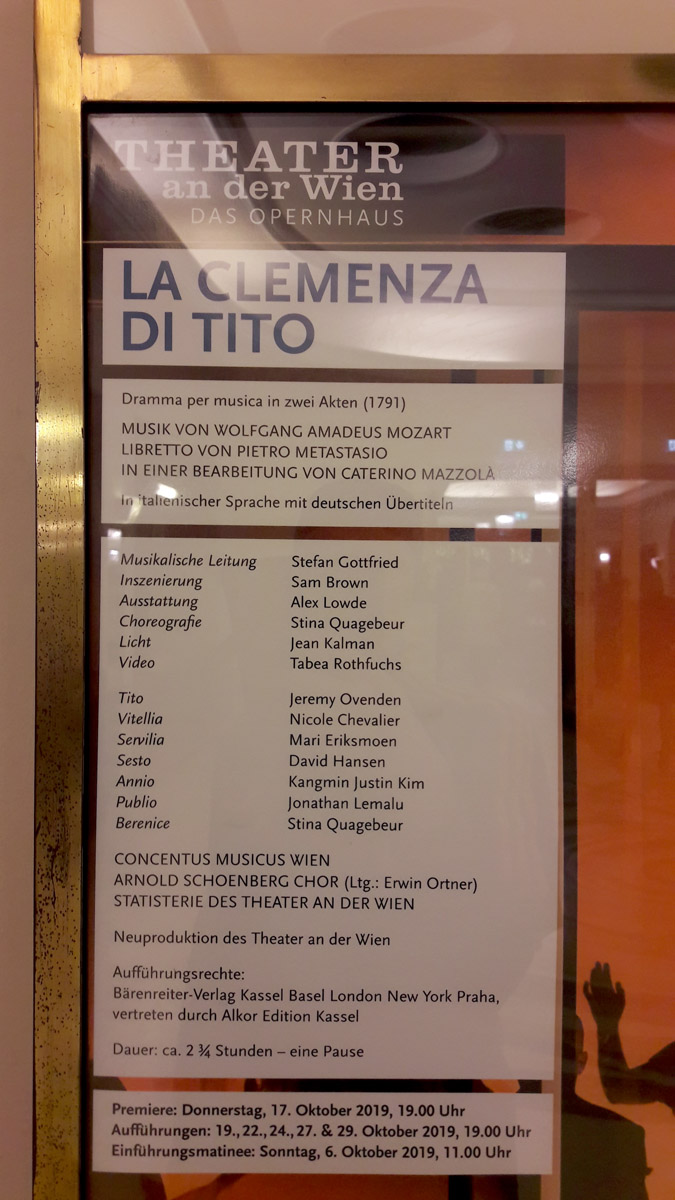 THEATER
an der Wien
DAS OPERNHAUS
LA CLEMENZA
DI TITO
Dramma per musica in zwei Akten (1791)
MUSIK VON WOLFGANG AMADEUS MOZART
LIBRETTO VON PIETRO METASTASIO
IN EINER BEARBEITUNG VON CATERINO MAZZOLÀ
In italienischer Sprache mit deutschen Übertiteln
Musikalische Leitung Stefan Gottfried
Inszenierung Sam Brown
Ausstattung Alex Lowde
Choreografie Stina Quagebeur
Licht Jean Kalman
Video Tabea Rothfuchs
Tito Jeremy Ovenden
Vitellia Nicole Chevalier
Servilia Mari Eriksmoen
Sesto David Hansen
Annio Kangmin Justin Kim
Publio Jonathan Lemalu
Berenice Stina Quagebeur
CONCENTUS MUSICUS WIEN
ARNOLD SCHOENBERG CHOR (Ltg.: Erwin Ortner)
STATISTERIE DES THEATER AN DER WIEN
Neuproduktion des Theater an der Wien
Aufführungsrechte:
Bärenreiter-Verlag Kassel Basel London New York Praha,
vertreten durch Alkor Edition Kassel
Dauer: ca. 2 ¾ Stunden – eine Pause
Premiere: Donnerstag, 17. Oktober 2019, 19.00 Uhr
Aufführungen: 19., 22., 24., 27. & 29. Oktober 2019, 19.00 Uhr
Einführungsmatinee: Sonntag, 6. Oktober 2019, 11.00 Uhr